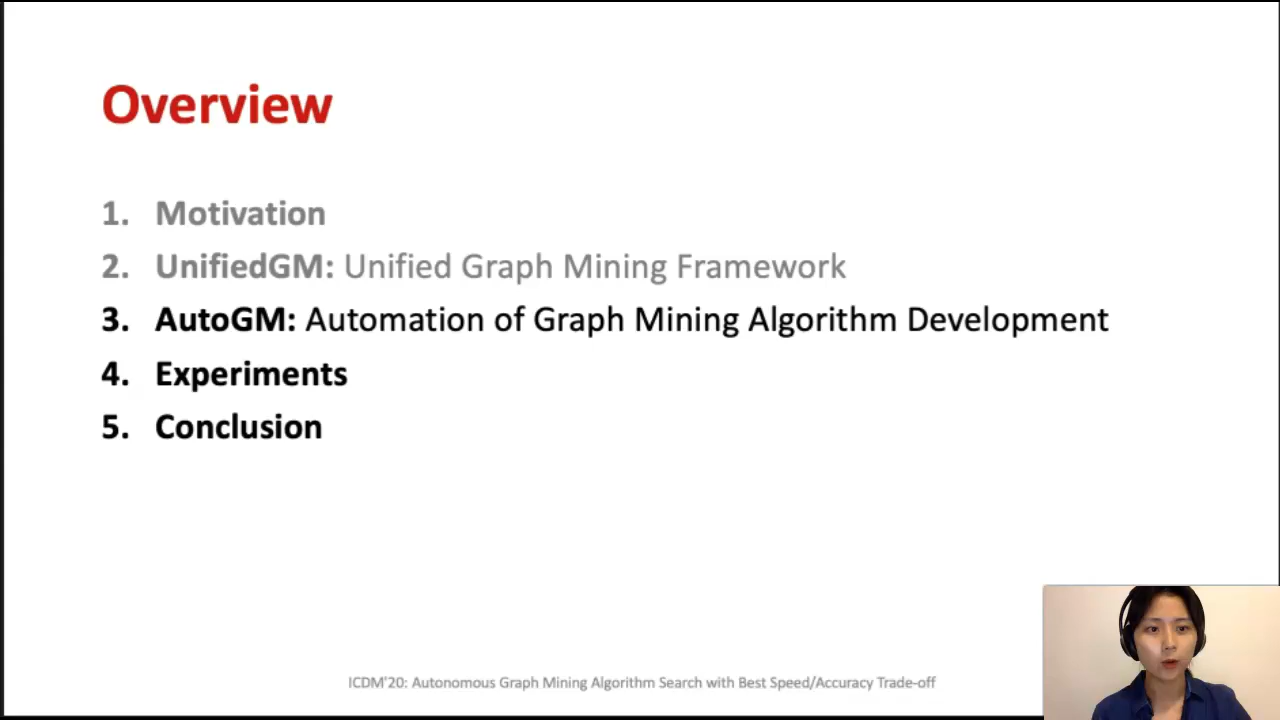 Overview
1. Motivation
2. UnifiedGM: Unified Graph Mining Framework
3. AutoGM: Automation of Graph Mining Algorithm Development
4. Experiments
5. Conclusion
ICDM'20: Autonomous Graph Mining Algorithm Search with Best Speed/Accuracy Trade-off